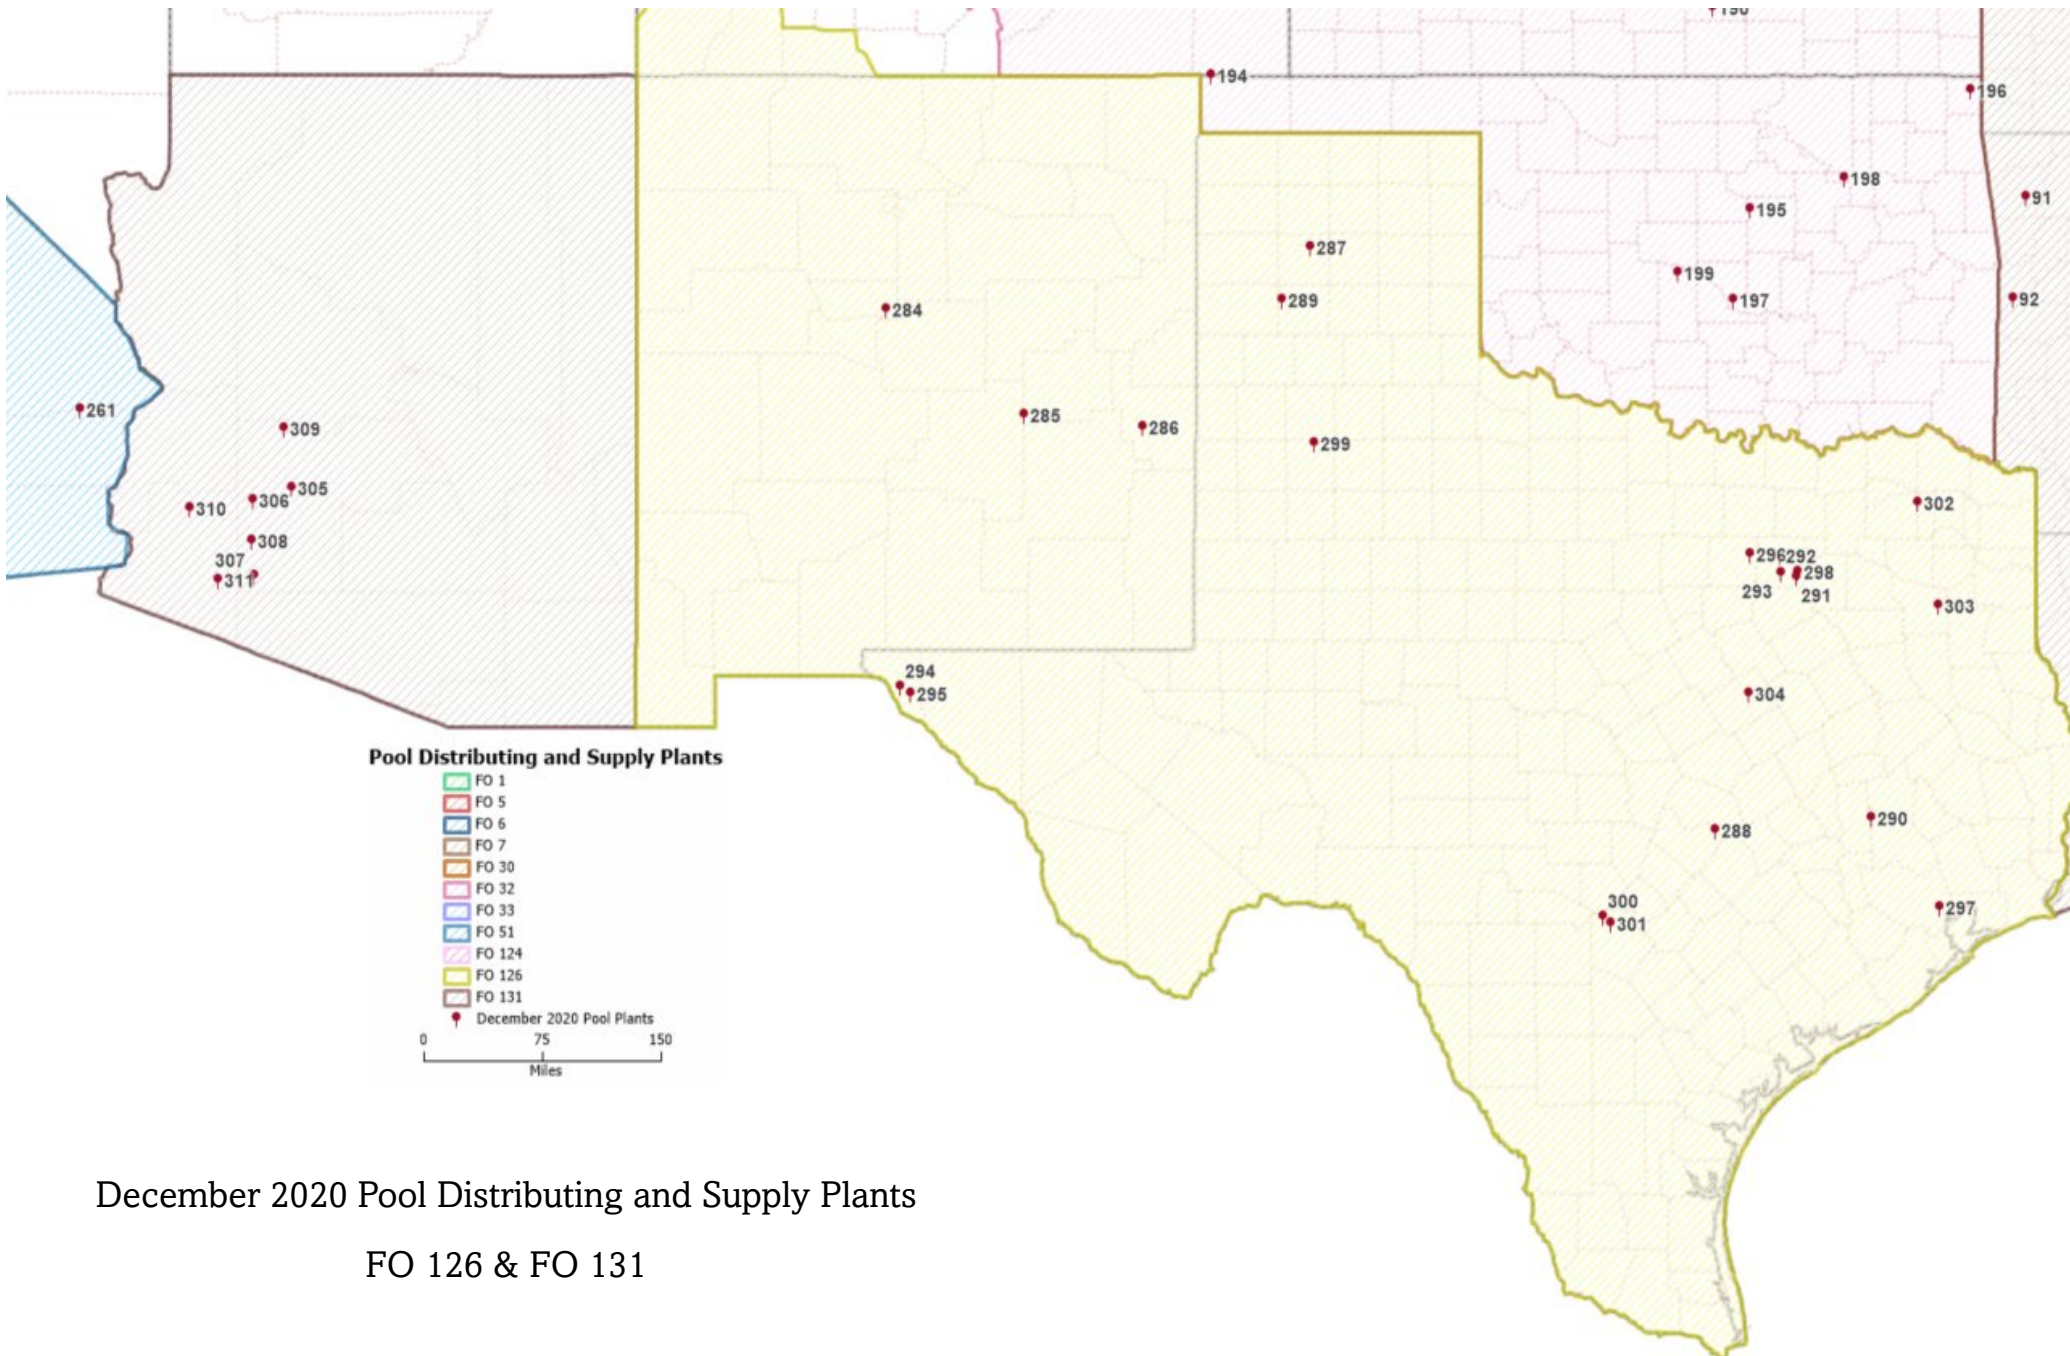 190
194
196
198
91
195
287
199
289
197
92
284
261
285
286
309
299
305
306
310
302
308
296 292
307
298
311
293
291
303
294
295
304
Pool Distributing and Supply Plants
FO 1
FO 5
FO 6
FO 7
FO 30
FO 32
FO 33
FO 51
FO 124
FO 126
FO 131
December 2020 Pool Plants
0 75 150
Miles
290
288
300
297
301
December 2020 Pool Distributing and Supply Plants
FO 126 & FO 131